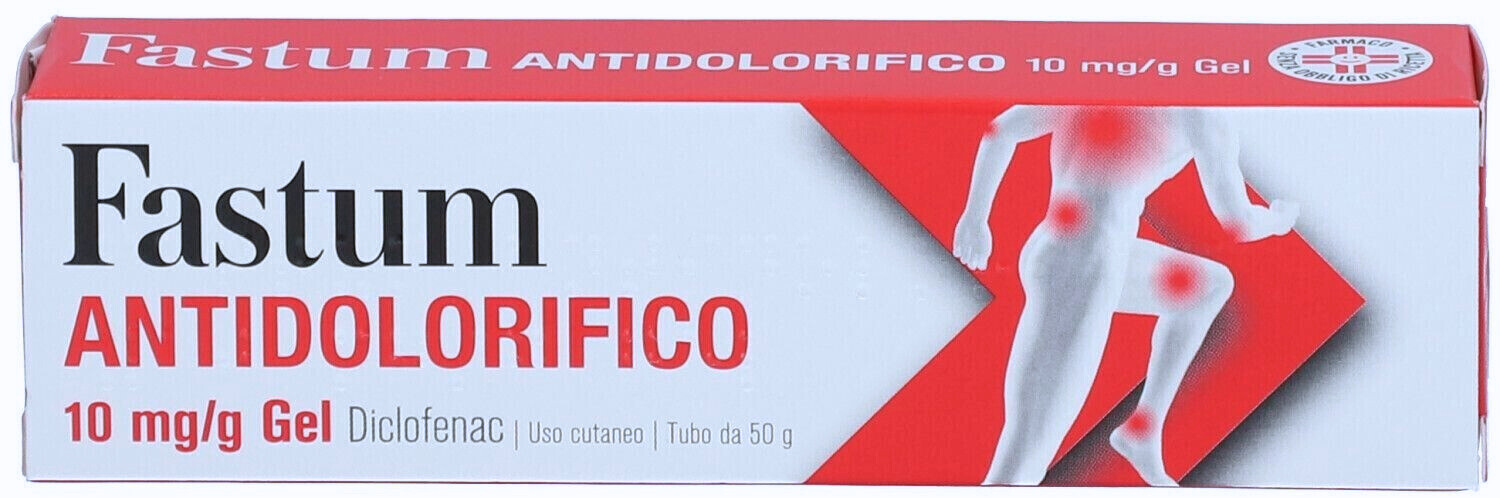 Fastum ANTIDOLORIFICO 10 mg/g Gel
FARMACO
SENZA OBBLIGO DI RICETTA
Fastum
ANTIDOLORIFICO
10 mg/g Gel Diclofenac | Uso cutaneo | Tubo da 50 g